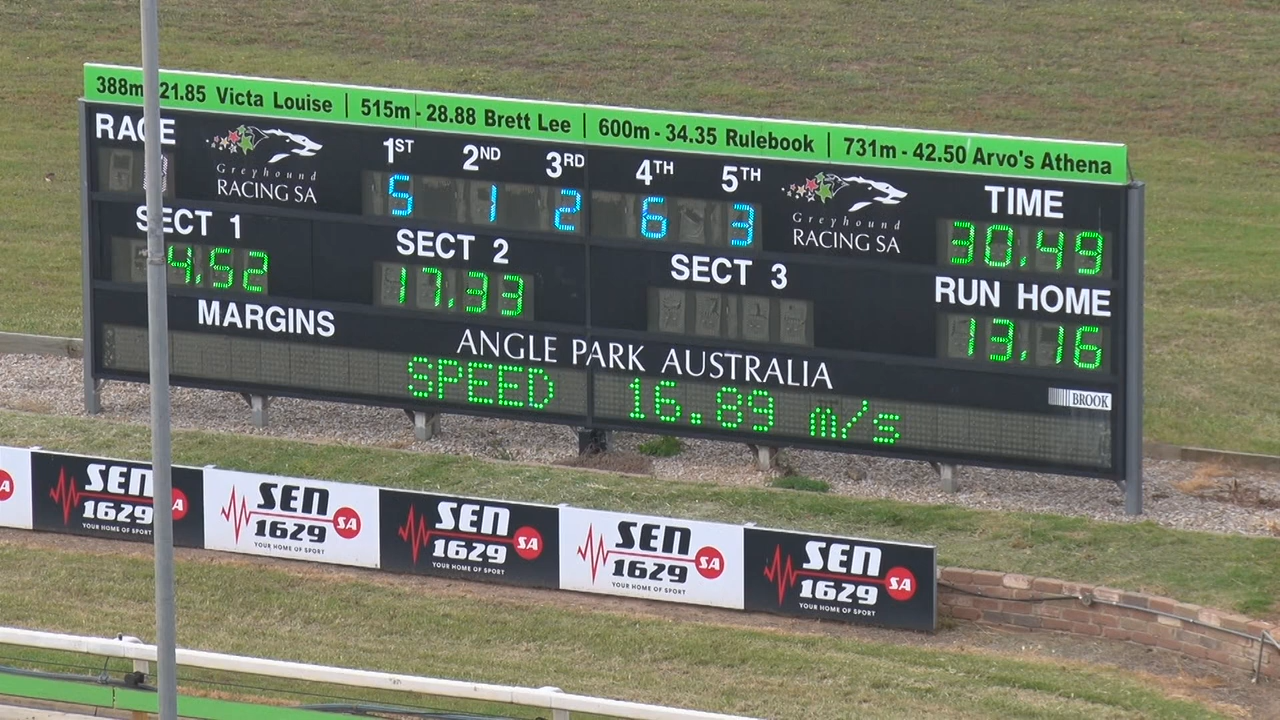 388m - 21.85 Victa Louise | 515m - 28.88 Brett Lee | 600m - 34.35 Rulebook | 731m - 42.50 Arvo's Athena
RACE
Greyhound
RACING SA
1ST 2ND 3RD 4TH 5TH
5 1 2 6 3
Greyhound
RACING SA
TIME
30.49
SECT 1
4.52
SECT 2
17.33
SECT 3
RUN HOME
13.16
MARGINS
ANGLE PARK AUSTRALIA
SPEED 16.89 m/s
BROOK
SA
SEN
1629 SA
YOUR HOME OF SPORT
SEN
1629 SA
YOUR HOME OF SPORT
SEN
1629 SA
YOUR HOME OF SPORT
SEN
1629 SA
YOUR HOME OF SPORT
SEN
1629 SA
YOUR HOME OF SPORT